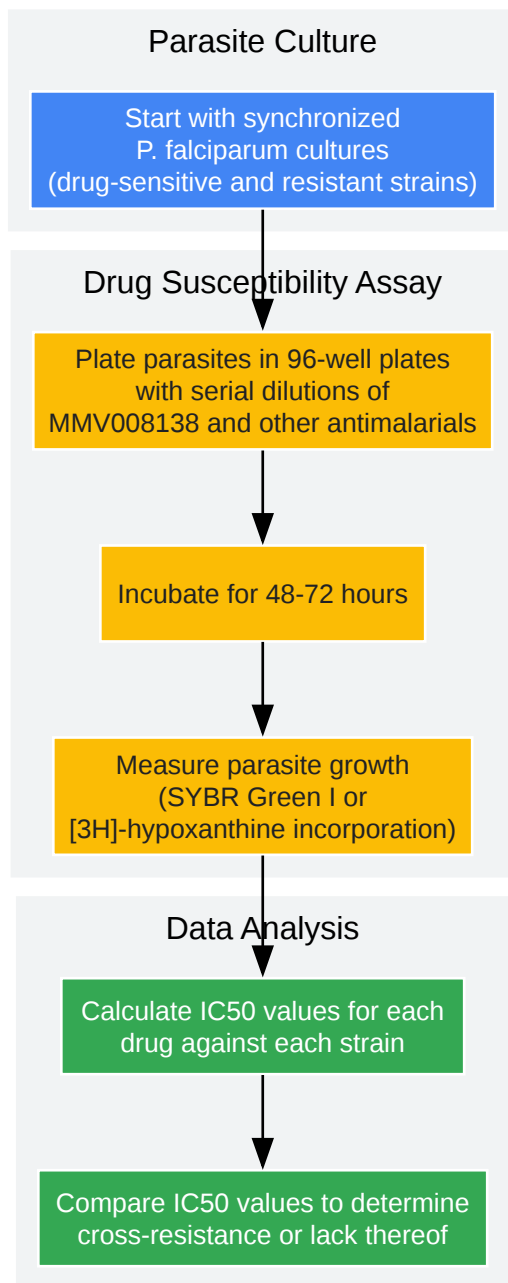 Parasite Culture
Start with synchronized
P. falciparum cultures
(drug-sensitive and resistant strains)
Drug Susceptibility Assay
Plate parasites in 96-well plates
with serial dilutions of
MMV008138 and other antimalarials
Incubate for 48-72 hours
Measure parasite growth
(SYBR Green I or
[3H]-hypoxanthine incorporation)
Data Analysis
Calculate IC50 values for each
drug against each strain
Compare IC50 values to determine
cross-resistance or lack thereof